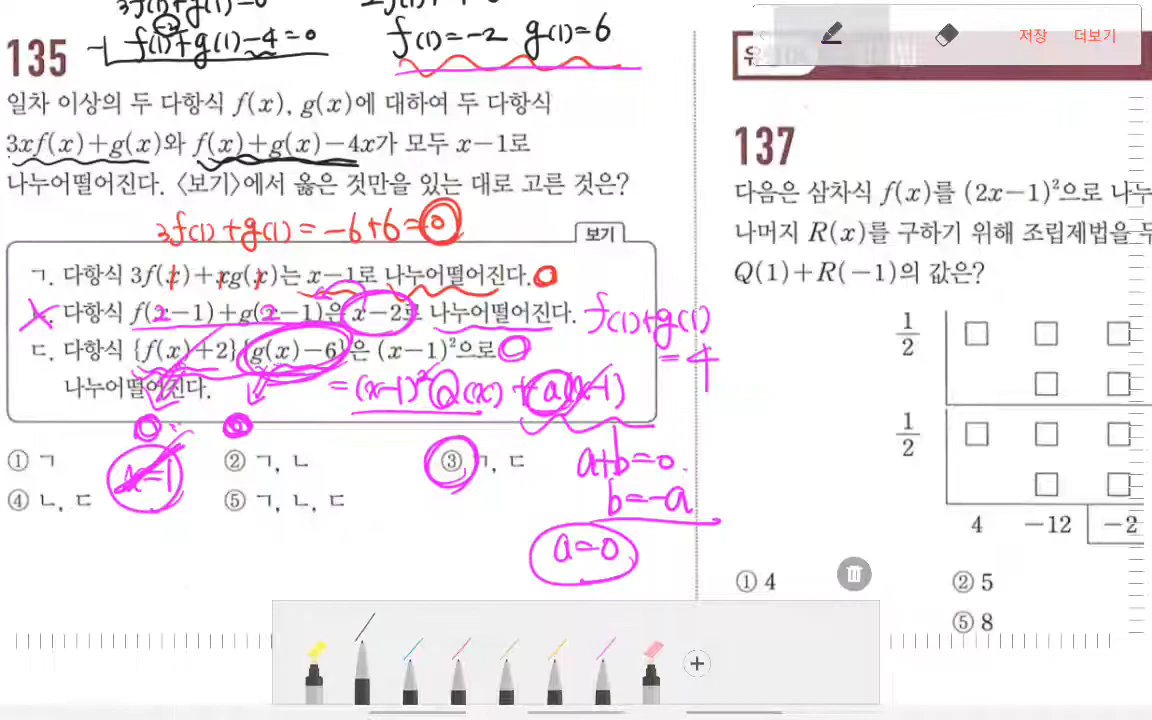 3f(1)+g(1)=0
f(1)+g(1)-4=0
-2
f(1)=-2 g(1)=6
저장 더보기
135
일차 이상의 두 다항식 f(x), g(x)에 대하여 두 다항식
3xf(x)+g(x)와 f(x)+g(x)-4x가 모두 x-1로
나누어떨어진다. 〈보기〉에서 옳은 것만을 있는 대로 고른 것은?
3f(1)+g(1)=-6+6=0
보기
ㄱ. 다항식 3f(x)+xg(x)는 x-1로 나누어떨어진다.
다항식 f(x-1)+g(x-1)은 x-2로 나누어떨어진다.
f(1)+g(1)
=4
ㄷ. 다항식 {f(x)+2}{g(x)-6}은 (x-1)²으로
나누어떨어진다.
=(x-1)²Q(x)+a(x-1)
① ㄱ
② ㄱ, ㄴ
③ ㄱ, ㄷ
④ ㄴ, ㄷ
⑤ ㄱ, ㄴ, ㄷ
x=1
a+b=0.
b=-a
a=0
유
137
다음은 삼차식 f(x)를 (2x-1)²으로 나누
나머지 R(x)를 구하기 위해 조립제법을 두
Q(1)+R(-1)의 값은?
1/2
1/2
4 -12 -2
① 4
② 5
⑤ 8